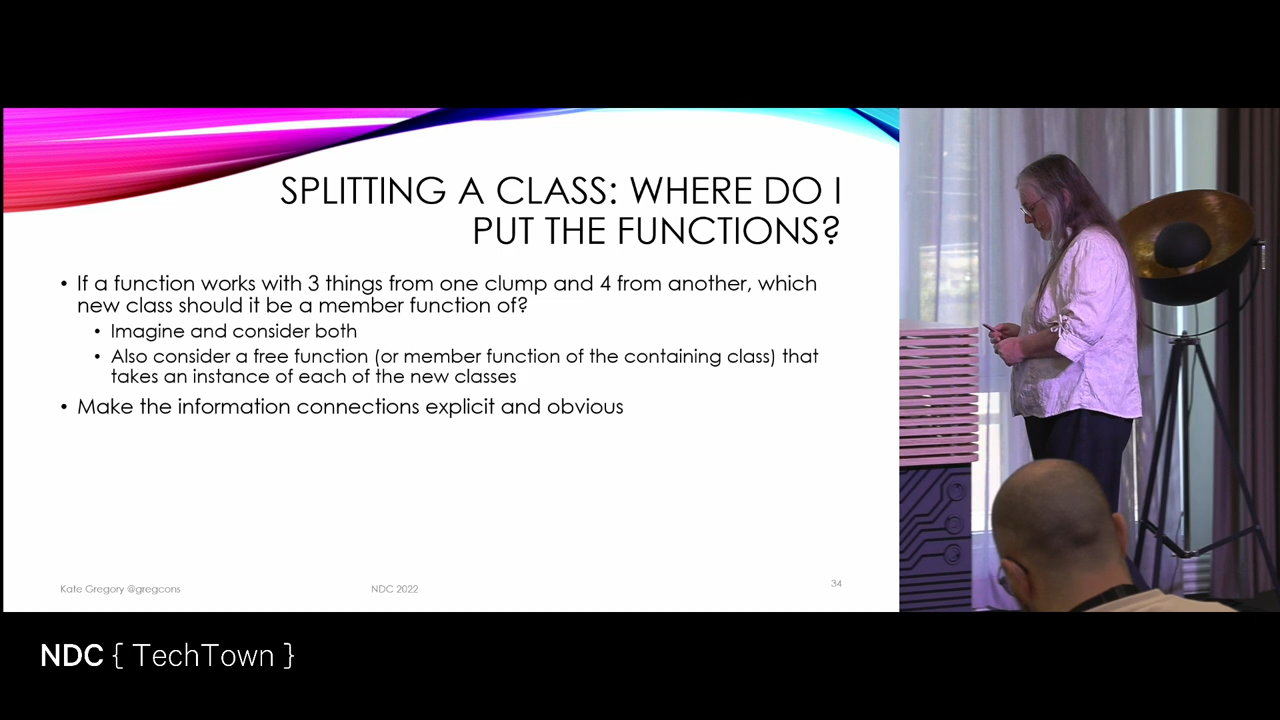 SPLITTING A CLASS: WHERE DO I
PUT THE FUNCTIONS?
• If a function works with 3 things from one clump and 4 from another, which
new class should it be a member function of?
• Imagine and consider both
• Also consider a free function (or member function of the containing class) that
takes an instance of each of the new classes
• Make the information connections explicit and obvious
Kate Gregory @gregcons
NDC 2022
34
NDC { TechTown }